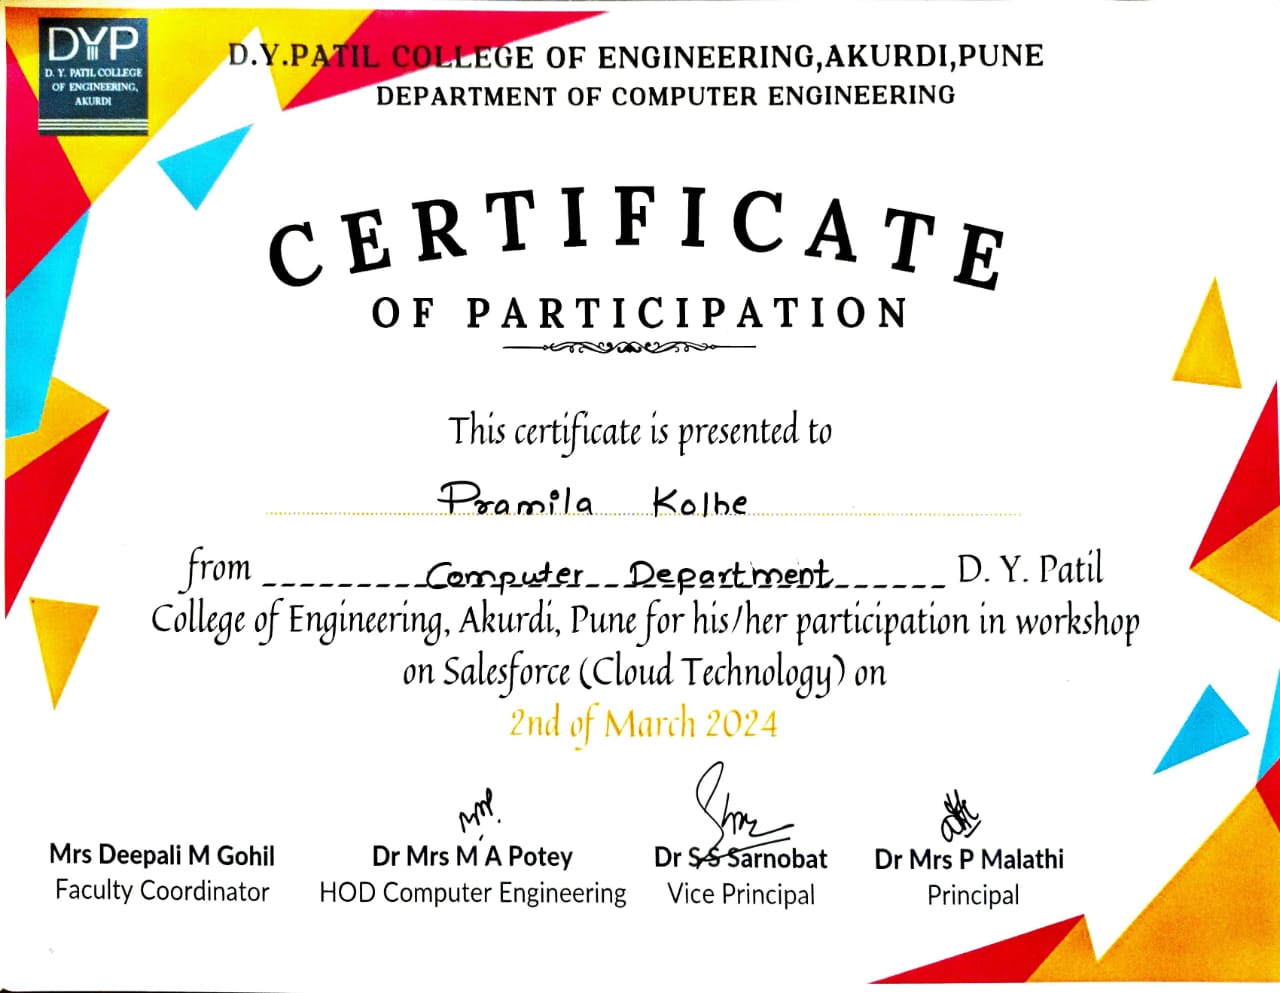 DYP
D. Y. PATIL COLLEGE
OF ENGINEERING,
AKURDI
D.Y.PATIL COLLEGE OF ENGINEERING,AKURDI,PUNE
DEPARTMENT OF COMPUTER ENGINEERING
CERTIFICATE
OF PARTICIPATION
This certificate is presented to
Pramila Kolhe
from Computer Department D. Y. Patil
College of Engineering, Akurdi, Pune for his/her participation in workshop
on Salesforce (Cloud Technology) on
2nd of March 2024
Mrs Deepali M Gohil Dr Mrs M A Potey Dr S S Sarnobat Dr Mrs P Malathi
Faculty Coordinator HOD Computer Engineering Vice Principal Principal